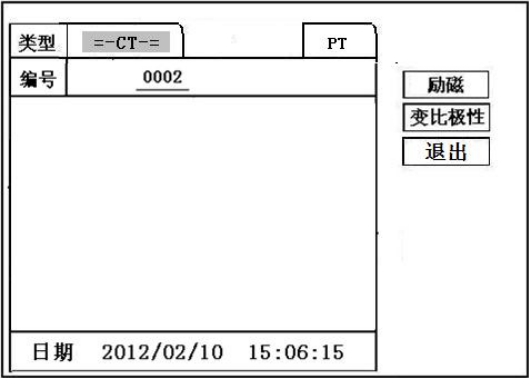 类型 =-CT-= PT
编号 0002
励磁
变比极性
退出
日期 2012/02/10 15:06:15